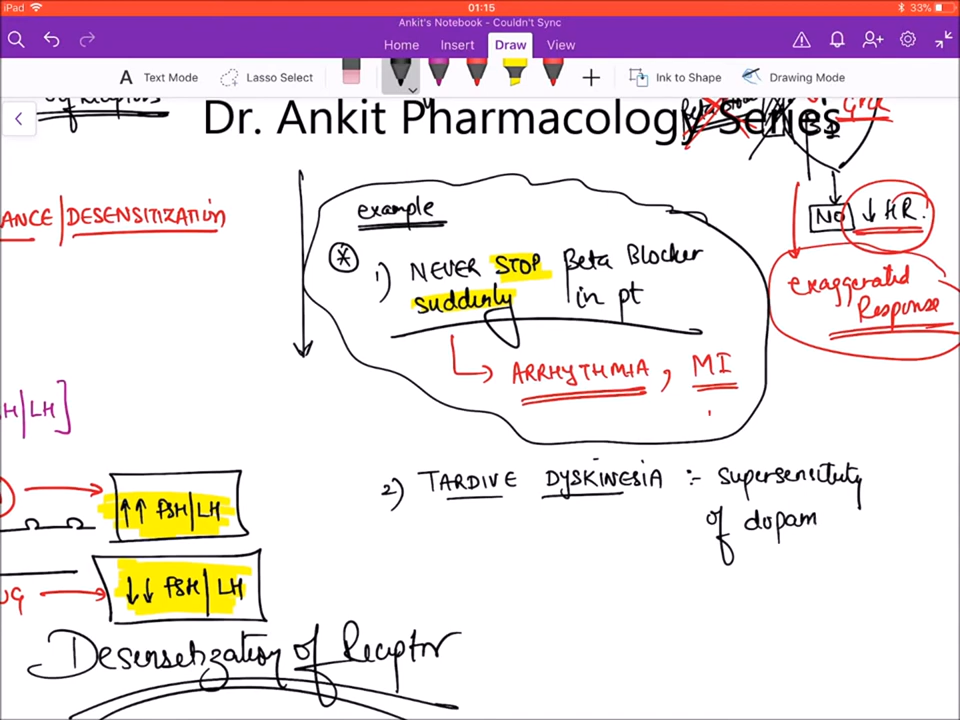 iPad
01:15
33%
Ankit's Notebook - Couldn't Sync
Home Insert Draw View
Text Mode
Lasso Select
Ink to Shape
Drawing Mode
of Receptors
Dr. Ankit Pharmacology Series
ANCE | DESENSITIZATION
example
1) NEVER STOP Beta Blocker
suddenly in pt
ARRHYTHMIA, MI
NO ↓ HR.
exaggerated
Response
H | LH]
↑↑ FSH | LH
↓↓ FSH | LH
2) TARDIVE DYSKINESIA :- supersensitivity
of dopam
Desensetization of Receptor